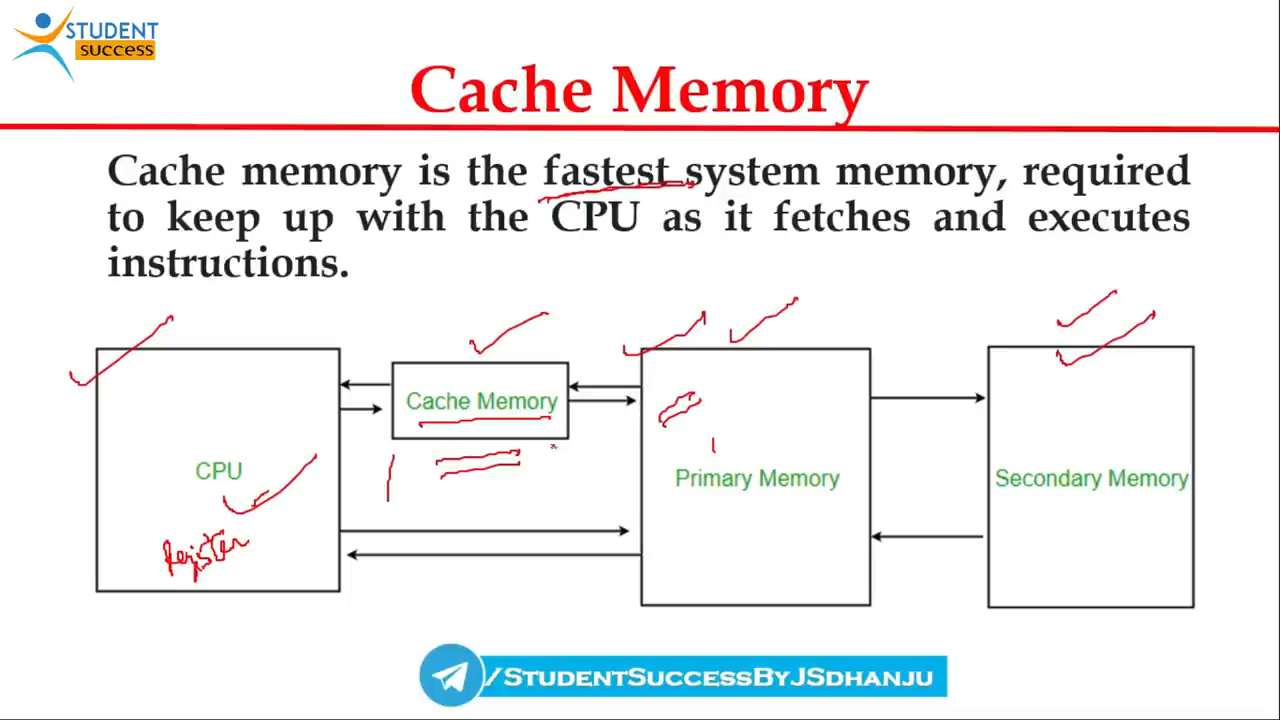 STUDENT
SUCCESS
Cache Memory
Cache memory is the fastest system memory, required
to keep up with the CPU as it fetches and executes
instructions.
Cache Memory
CPU
Primary Memory
Secondary Memory
Register
/STUDENTSUCCESSBYJSDHANJU